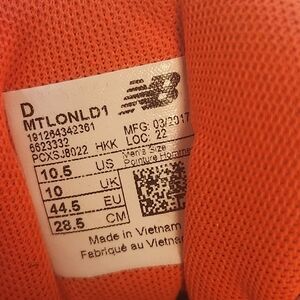 D
MTLONLD1
191264342361
6623332
PCXSJB022 HKK
MFG: 03/2017
LOC: 22
Men's Size
Pointure Homme
10.5 US
10 UK
44.5 EU
28.5 CM
Made in Vietnam
Fabriqué au Vietnam